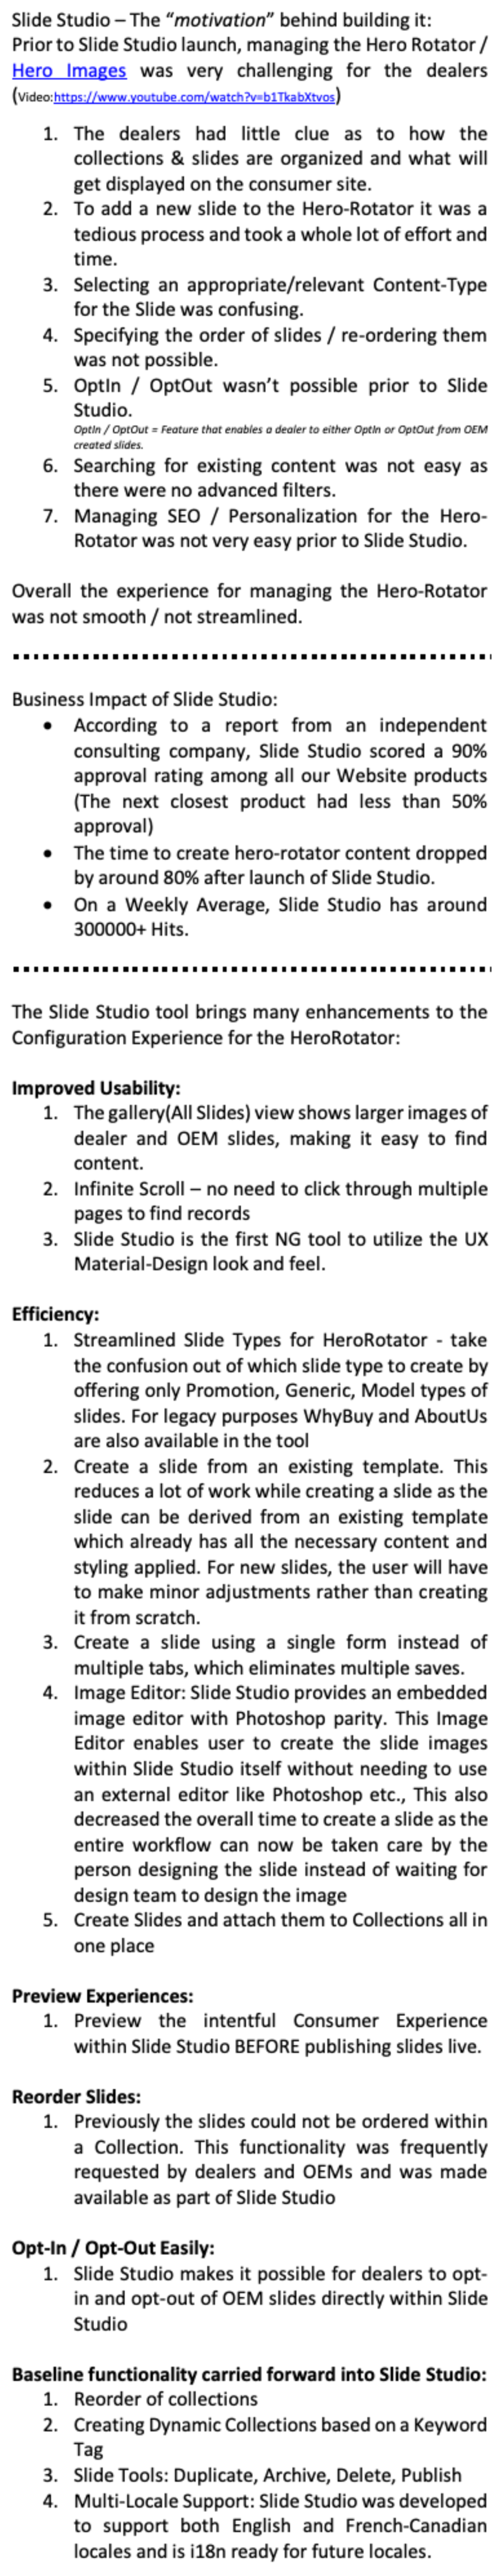 Slide Studio – The “motivation” behind building it:
Prior to Slide Studio launch, managing the Hero Rotator /
Hero Images was very challenging for the dealers
(Video:https://www.youtube.com/watch?v=b1TkabXtvos)
1. The dealers had little clue as to how the
collections & slides are organized and what will
get displayed on the consumer site.
2. To add a new slide to the Hero-Rotator it was a
tedious process and took a whole lot of effort and
time.
3. Selecting an appropriate/relevant Content-Type
for the Slide was confusing.
4. Specifying the order of slides / re-ordering them
was not possible.
5. OptIn / OptOut wasn’t possible prior to Slide
Studio.
OptIn / OptOut = Feature that enables a dealer to either OptIn or OptOut from OEM
created slides.
6. Searching for existing content was not easy as
there were no advanced filters.
7. Managing SEO / Personalization for the Hero-
Rotator was not very easy prior to Slide Studio.
Overall the experience for managing the Hero-Rotator
was not smooth / not streamlined.
Business Impact of Slide Studio:
• According to a report from an independent
consulting company, Slide Studio scored a 90%
approval rating among all our Website products
(The next closest product had less than 50%
approval)
• The time to create hero-rotator content dropped
by around 80% after launch of Slide Studio.
• On a Weekly Average, Slide Studio has around
300000+ Hits.
The Slide Studio tool brings many enhancements to the
Configuration Experience for the HeroRotator:
Improved Usability:
1. The gallery(All Slides) view shows larger images of
dealer and OEM slides, making it easy to find
content.
2. Infinite Scroll – no need to click through multiple
pages to find records
3. Slide Studio is the first NG tool to utilize the UX
Material-Design look and feel.
Efficiency:
1. Streamlined Slide Types for HeroRotator - take
the confusion out of which slide type to create by
offering only Promotion, Generic, Model types of
slides. For legacy purposes WhyBuy and AboutUs
are also available in the tool
2. Create a slide from an existing template. This
reduces a lot of work while creating a slide as the
slide can be derived from an existing template
which already has all the necessary content and
styling applied. For new slides, the user will have
to make minor adjustments rather than creating
it from scratch.
3. Create a slide using a single form instead of
multiple tabs, which eliminates multiple saves.
4. Image Editor: Slide Studio provides an embedded
image editor with Photoshop parity. This Image
Editor enables user to create the slide images
within Slide Studio itself without needing to use
an external editor like Photoshop etc., This also
decreased the overall time to create a slide as the
entire workflow can now be taken care by the
person designing the slide instead of waiting for
design team to design the image
5. Create Slides and attach them to Collections all in
one place
Preview Experiences:
1. Preview the intentful Consumer Experience
within Slide Studio BEFORE publishing slides live.
Reorder Slides:
1. Previously the slides could not be ordered within
a Collection. This functionality was frequently
requested by dealers and OEMs and was made
available as part of Slide Studio
Opt-In / Opt-Out Easily:
1. Slide Studio makes it possible for dealers to opt-
in and opt-out of OEM slides directly within Slide
Studio
Baseline functionality carried forward into Slide Studio:
1. Reorder of collections
2. Creating Dynamic Collections based on a Keyword
Tag
3. Slide Tools: Duplicate, Archive, Delete, Publish
4. Multi-Locale Support: Slide Studio was developed
to support both English and French-Canadian
locales and is i18n ready for future locales.